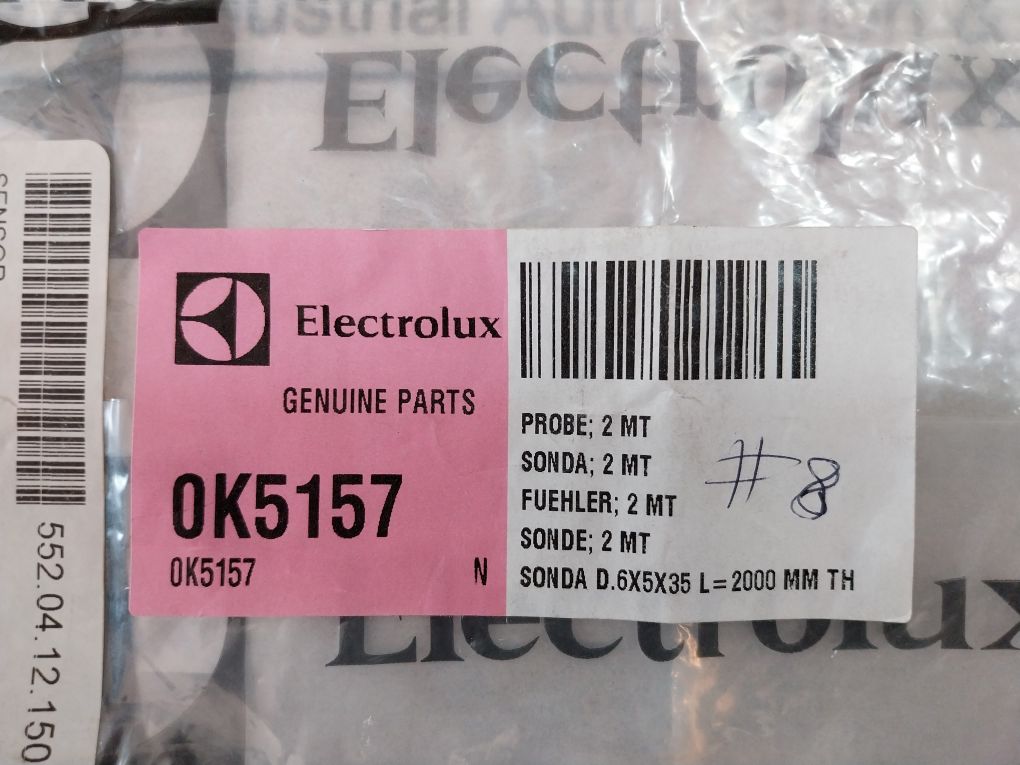 Electrolux
SENSOR
552.04.12.150
Electrolux
GENUINE PARTS
0K5157
0K5157 N
PROBE; 2 MT
SONDA; 2 MT
FUEHLER; 2 MT
SONDE; 2 MT
SONDA D.6X5X35 L=2000 MM TH
#8
Electrolux